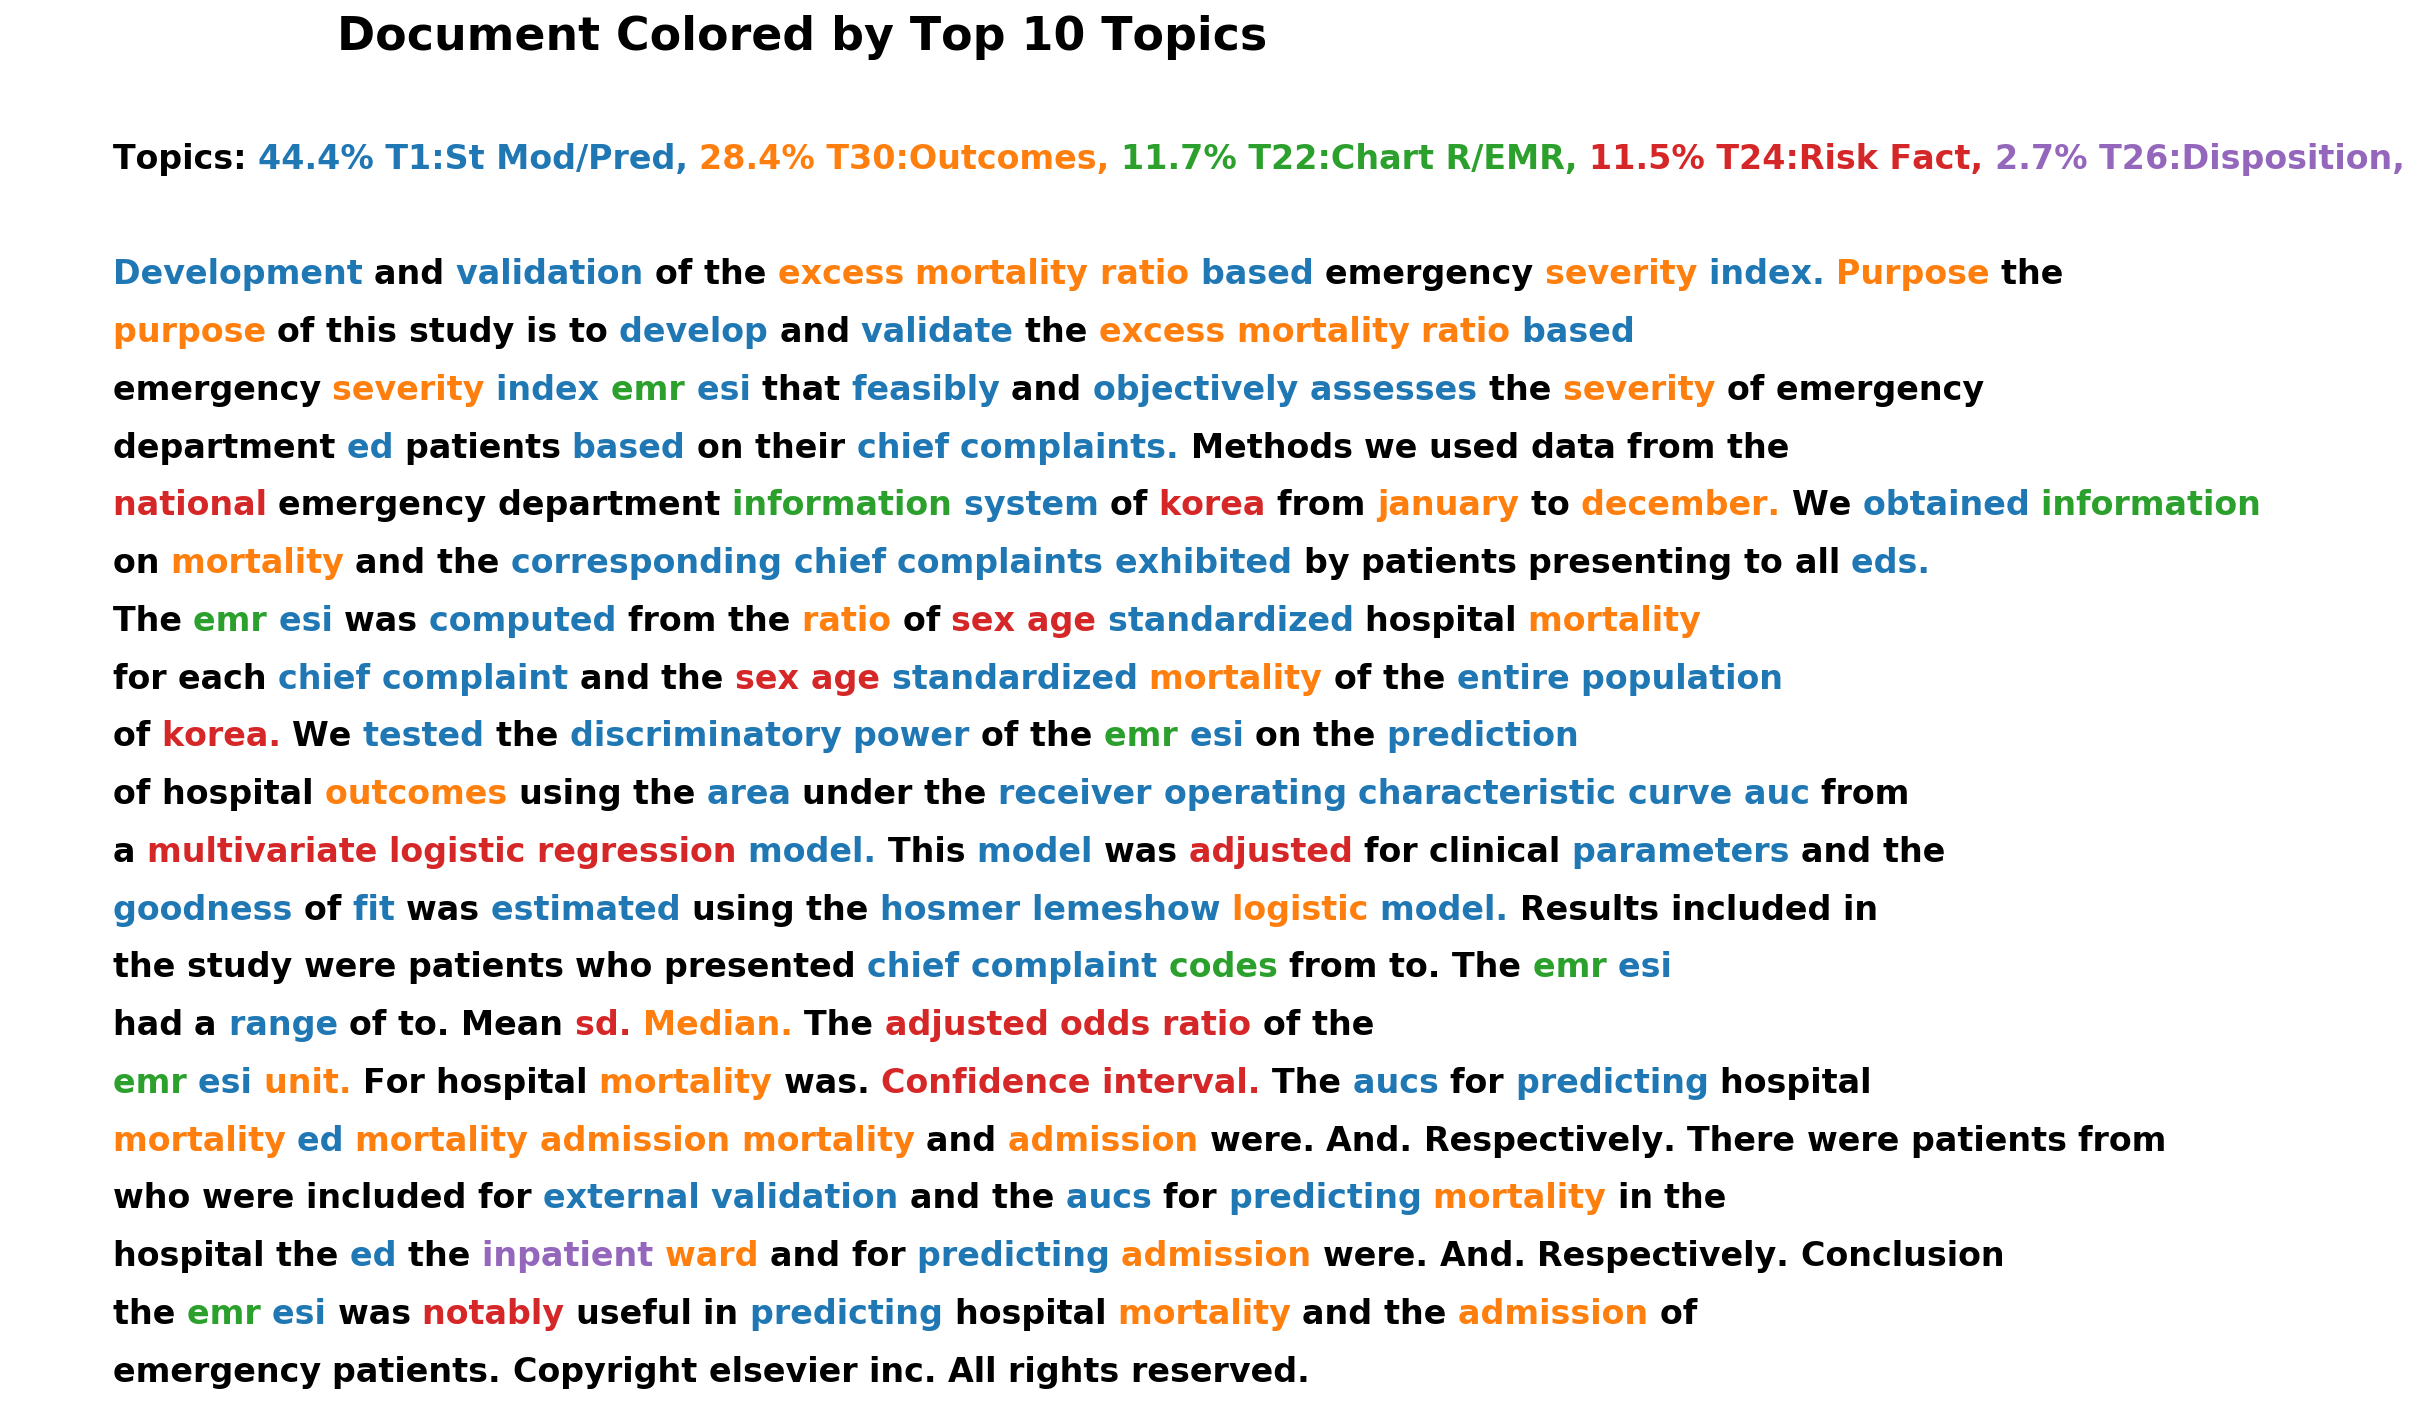 Document Colored by Top 10 Topics
Topics: 44.4% T1:St Mod/Pred, 28.4% T30:Outcomes, 11.7% T22:Chart R/EMR, 11.5% T24:Risk Fact, 2.7% T26:Disposition,
Development and validation of the excess mortality ratio based emergency severity index. Purpose the
purpose of this study is to develop and validate the excess mortality ratio based
emergency severity index emr esi that feasibly and objectively assesses the severity of emergency
department ed patients based on their chief complaints. Methods we used data from the
national emergency department information system of korea from january to december. We obtained information
on mortality and the corresponding chief complaints exhibited by patients presenting to all eds.
The emr esi was computed from the ratio of sex age standardized hospital mortality
for each chief complaint and the sex age standardized mortality of the entire population
of korea. We tested the discriminatory power of the emr esi on the prediction
of hospital outcomes using the area under the receiver operating characteristic curve auc from
a multivariate logistic regression model. This model was adjusted for clinical parameters and the
goodness of fit was estimated using the hosmer lemeshow logistic model. Results included in
the study were patients who presented chief complaint codes from to. The emr esi
had a range of to. Mean sd. Median. The adjusted odds ratio of the
emr esi unit. For hospital mortality was. Confidence interval. The aucs for predicting hospital
mortality ed mortality admission mortality and admission were. And. Respectively. There were patients from
who were included for external validation and the aucs for predicting mortality in the
hospital the ed the inpatient ward and for predicting admission were. And. Respectively. Conclusion
the emr esi was notably useful in predicting hospital mortality and the admission of
emergency patients. Copyright elsevier inc. All rights reserved.